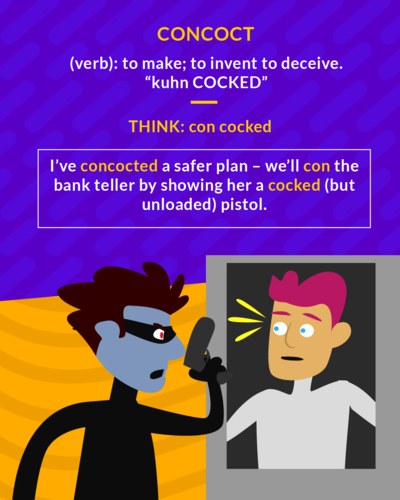 CONCOCT
(verb): to make; to invent to deceive.
“kuhn COCKED”
THINK: con cocked
I’ve concocted a safer plan – we’ll con the
bank teller by showing her a cocked (but
unloaded) pistol.